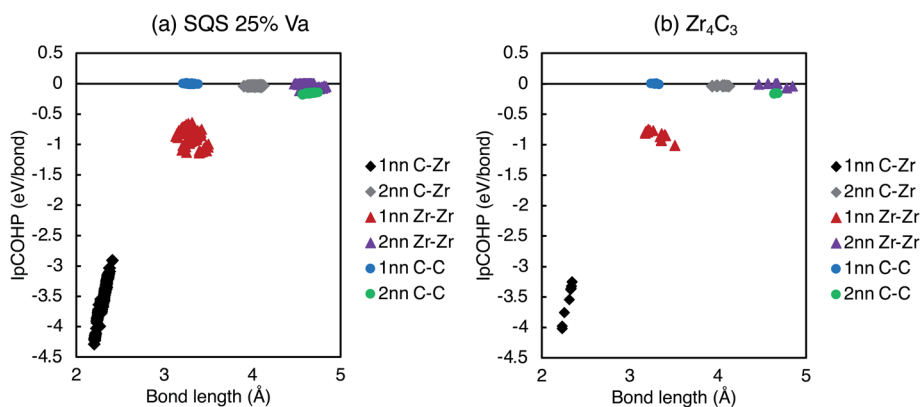 (a) SQS 25% Va
IpCOHP (eV/bond)
0.5
0
-0.5
-1
-1.5
-2
-2.5
-3
-3.5
-4
-4.5
2
3
4
5
Bond length (Å)
1nn C-Zr
2nn C-Zr
1nn Zr-Zr
2nn Zr-Zr
1nn C-C
2nn C-C
(b) Zr₄C₃
IpCOHP (eV/bond)
0.5
0
-0.5
-1
-1.5
-2
-2.5
-3
-3.5
-4
-4.5
2
3
4
5
Bond length (Å)
1nn C-Zr
2nn C-Zr
1nn Zr-Zr
2nn Zr-Zr
1nn C-C
2nn C-C